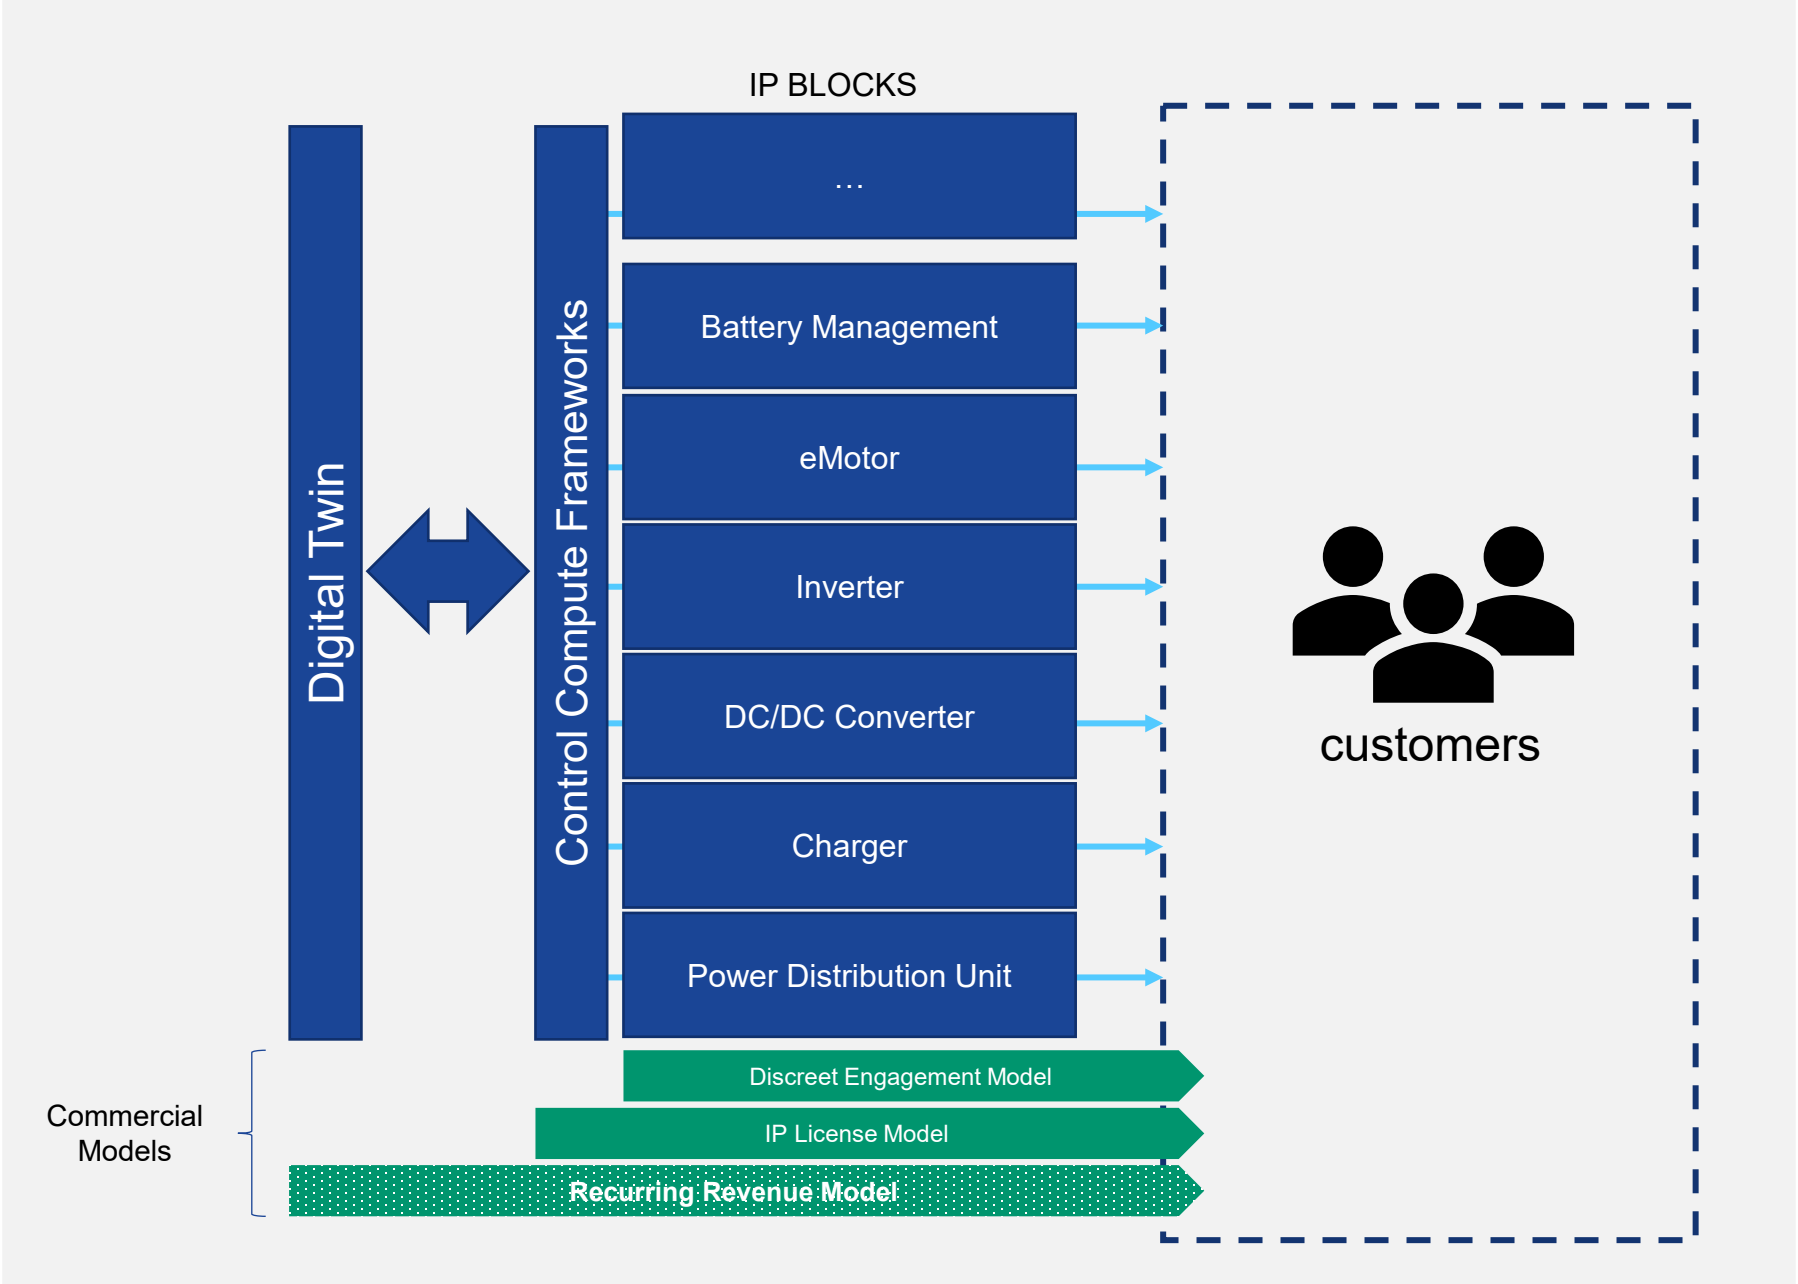 IP BLOCKS
Digital Twin
Control Compute Frameworks
...
Battery Management
eMotor
Inverter
DC/DC Converter
Charger
Power Distribution Unit
customers
Commercial
Models
Discreet Engagement Model
IP License Model
Recurring Revenue Model